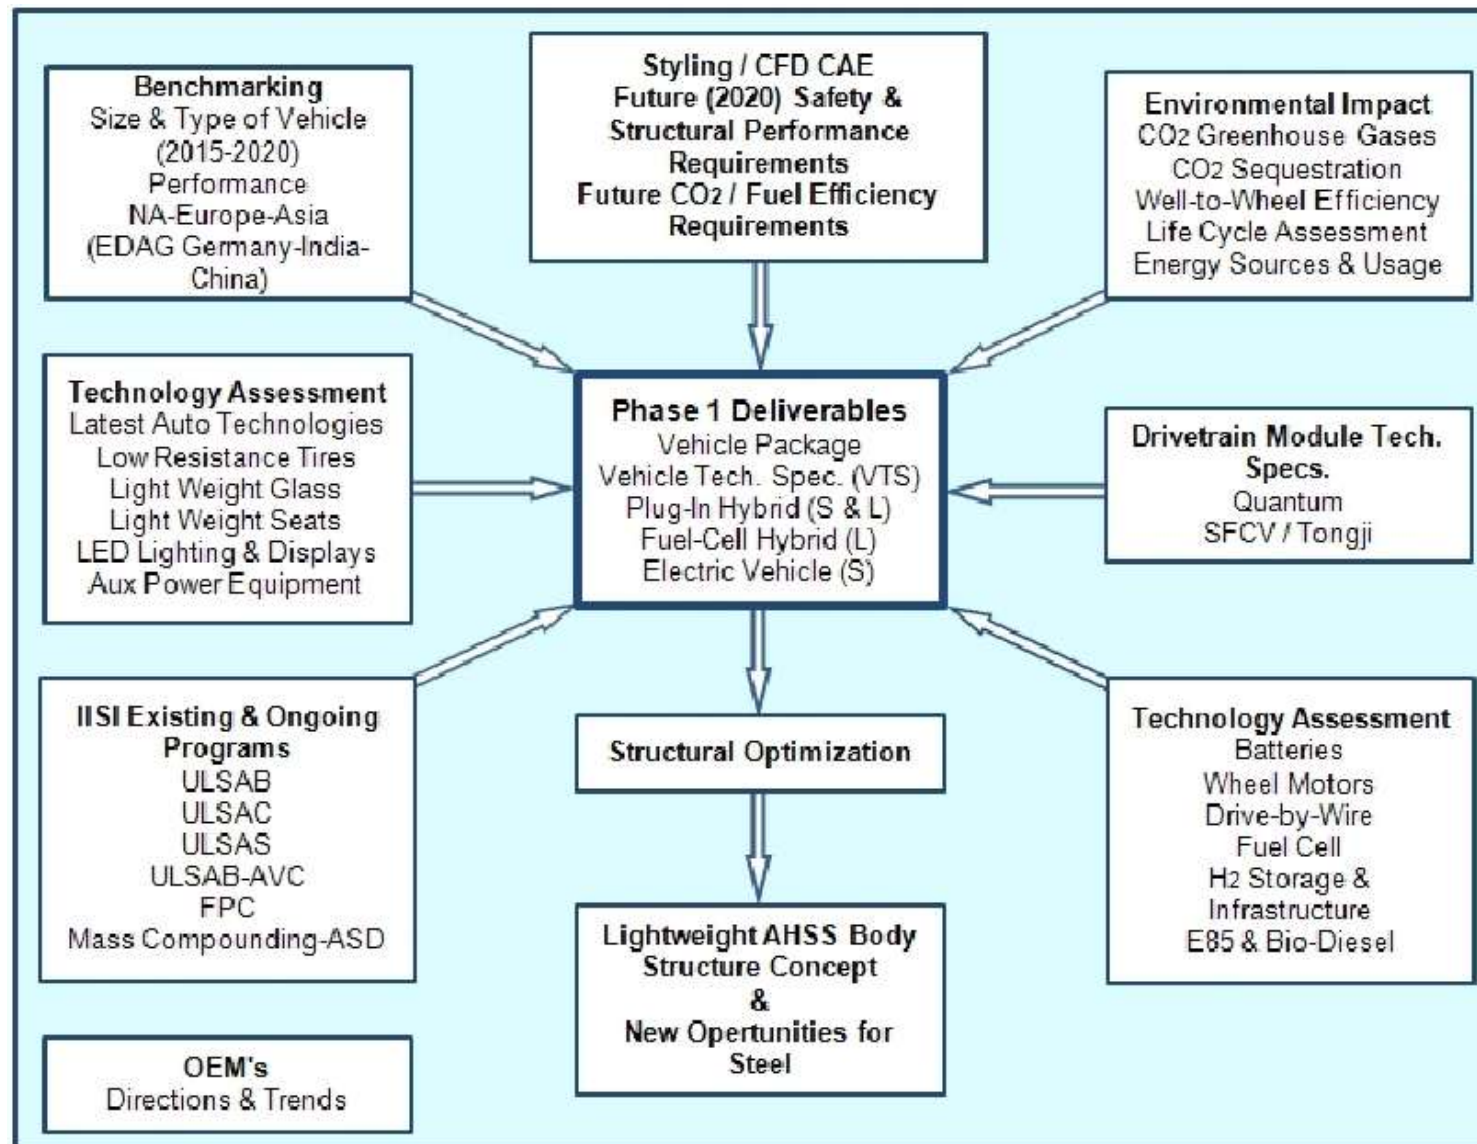 Benchmarking
Size & Type of Vehicle
(2015-2020)
Performance
NA-Europe-Asia
(EDAG Germany-India-
China)
Styling / CFD CAE
Future (2020) Safety &
Structural Performance
Requirements
Future CO2 / Fuel Efficiency
Requirements
Environmental Impact
CO2 Greenhouse Gases
CO2 Sequestration
Well-to-Wheel Efficiency
Life Cycle Assessment
Energy Sources & Usage
Technology Assessment
Latest Auto Technologies
Low Resistance Tires
Light Weight Glass
Light Weight Seats
LED Lighting & Displays
Aux Power Equipment
Phase 1 Deliverables
Vehicle Package
Vehicle Tech. Spec. (VTS)
Plug-In Hybrid (S & L)
Fuel-Cell Hybrid (L)
Electric Vehicle (S)
Drivetrain Module Tech.
Specs.
Quantum
SFCV / Tongji
IISI Existing & Ongoing
Programs
ULSAB
ULSAC
ULSAS
ULSAB-AVC
FPC
Mass Compounding-ASD
Structural Optimization
Technology Assessment
Batteries
Wheel Motors
Drive-by-Wire
Fuel Cell
H2 Storage &
Infrastructure
E85 & Bio-Diesel
Lightweight AHSS Body
Structure Concept
&
New Opertunities for
Steel
OEM's
Directions & Trends